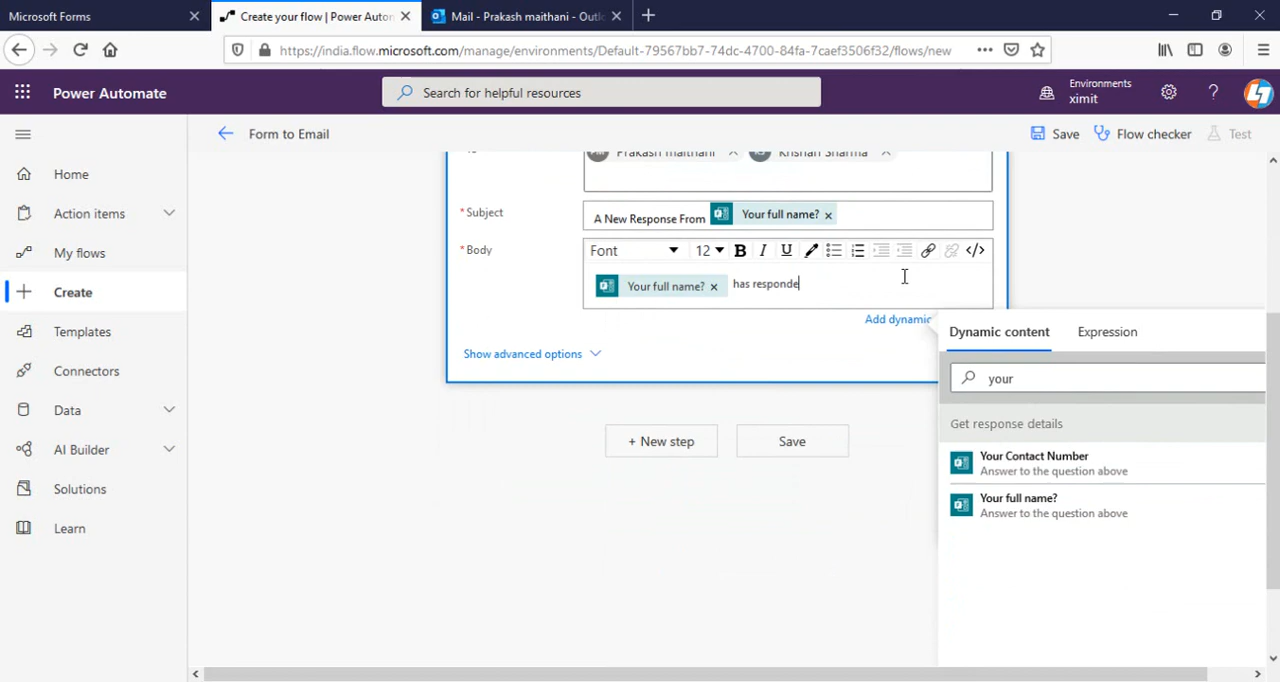 Microsoft Forms
Create your flow | Power Autom
Mail - Prakash maithani - Outl
https://india.flow.microsoft.com/manage/environments/Default-79567bb7-74dc-4700-84fa-7caef3506f32/flows/new
Power Automate
Search for helpful resources
Environments
ximit
Form to Email
Save
Flow checker
Test
Home
Action items
My flows
Create
Templates
Connectors
Data
AI Builder
Solutions
Learn
Prakash maithani
Krishan Sharma
* Subject
A New Response From Your full name?
* Body
Font 12 B I U </>
Your full name? has responde
Add dynamic
Show advanced options
+ New step
Save
Dynamic content Expression
your
Get response details
Your Contact Number
Answer to the question above
Your full name?
Answer to the question above